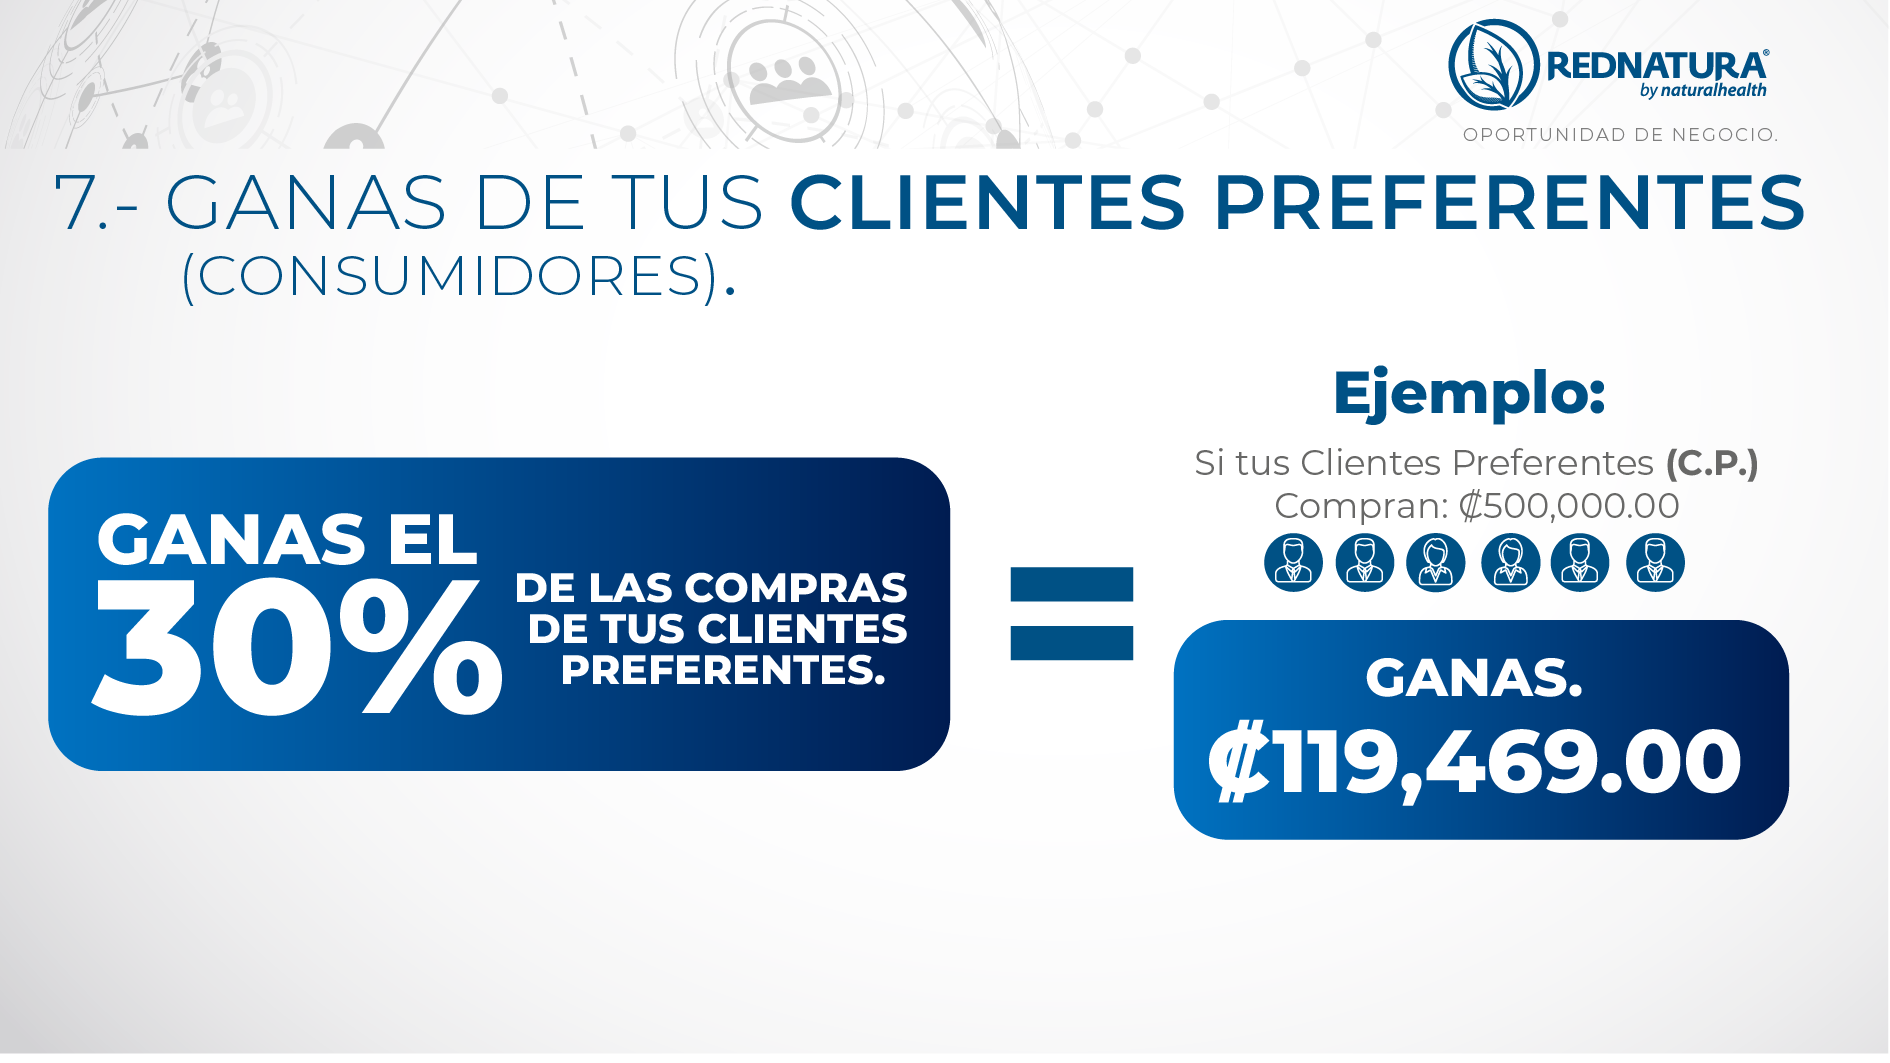 REDNATURA®
by naturalhealth
OPORTUNIDAD DE NEGOCIO.
7.- GANAS DE TUS CLIENTES PREFERENTES
(CONSUMIDORES).
GANAS EL
30%
DE LAS COMPRAS
DE TUS CLIENTES
PREFERENTES.
=
Ejemplo:
Si tus Clientes Preferentes (C.P.)
Compran: ₡500,000.00
GANAS.
₡119,469.00